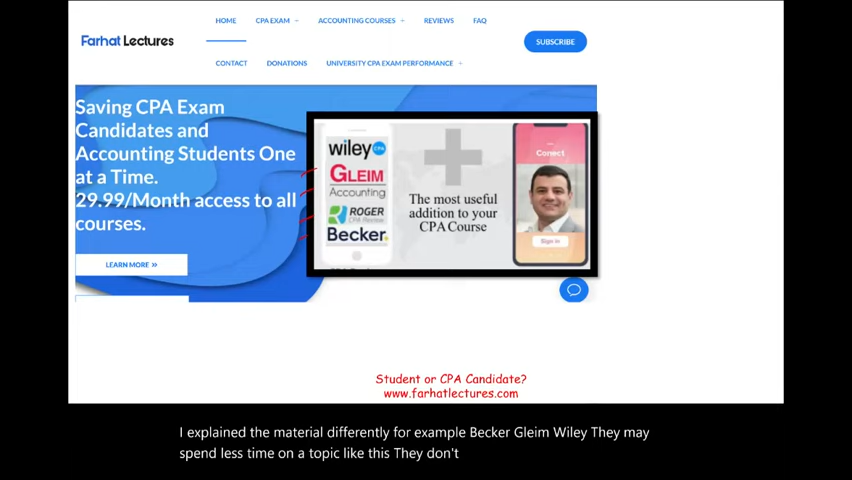 HOME CPA EXAM ACCOUNTING COURSES REVIEWS FAQ
Farhat Lectures
SUBSCRIBE
CONTACT DONATIONS UNIVERSITY CPA EXAM PERFORMANCE
Saving CPA Exam
Candidates and
Accounting Students One
at a Time.
29.99/Month access to all
courses.
LEARN MORE
wiley CPA
GLEIM
Accounting
ROGER
CPA Review
Becker.
The most useful
addition to your
CPA Course
Conect
Sign in
Student or CPA Candidate?
www.farhatlectures.com
I explained the material differently for example Becker Gleim Wiley They may
spend less time on a topic like this They don't